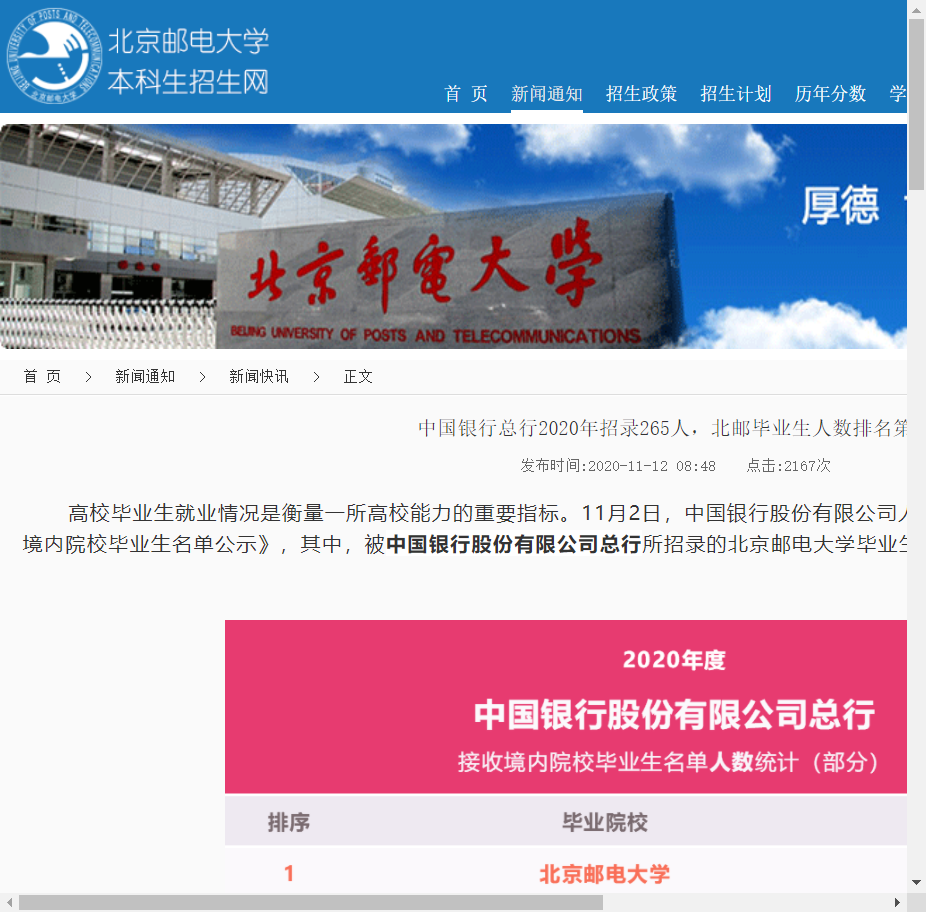 北京邮电大学
本科生招生网
BEIJING UNIVERSITY OF POSTS AND TELECOMMUNICATIONS
北京邮电大学
首 页 新闻通知 招生政策 招生计划 历年分数 学
厚德
北京郵電大學
BEIJING UNIVERSITY OF POSTS AND TELECOMMUNICATIONS
首 页 > 新闻通知 > 新闻快讯 > 正文
中国银行总行2020年招录265人，北邮毕业生人数排名第
发布时间:2020-11-12 08:48 点击:2167次
高校毕业生就业情况是衡量一所高校能力的重要指标。11月2日，中国银行股份有限公司
境内院校毕业生名单公示》，其中，被中国银行股份有限公司总行所招录的北京邮电大学毕业生
2020年度
中国银行股份有限公司总行
接收境内院校毕业生名单人数统计（部分）
排序 毕业院校
1 北京邮电大学